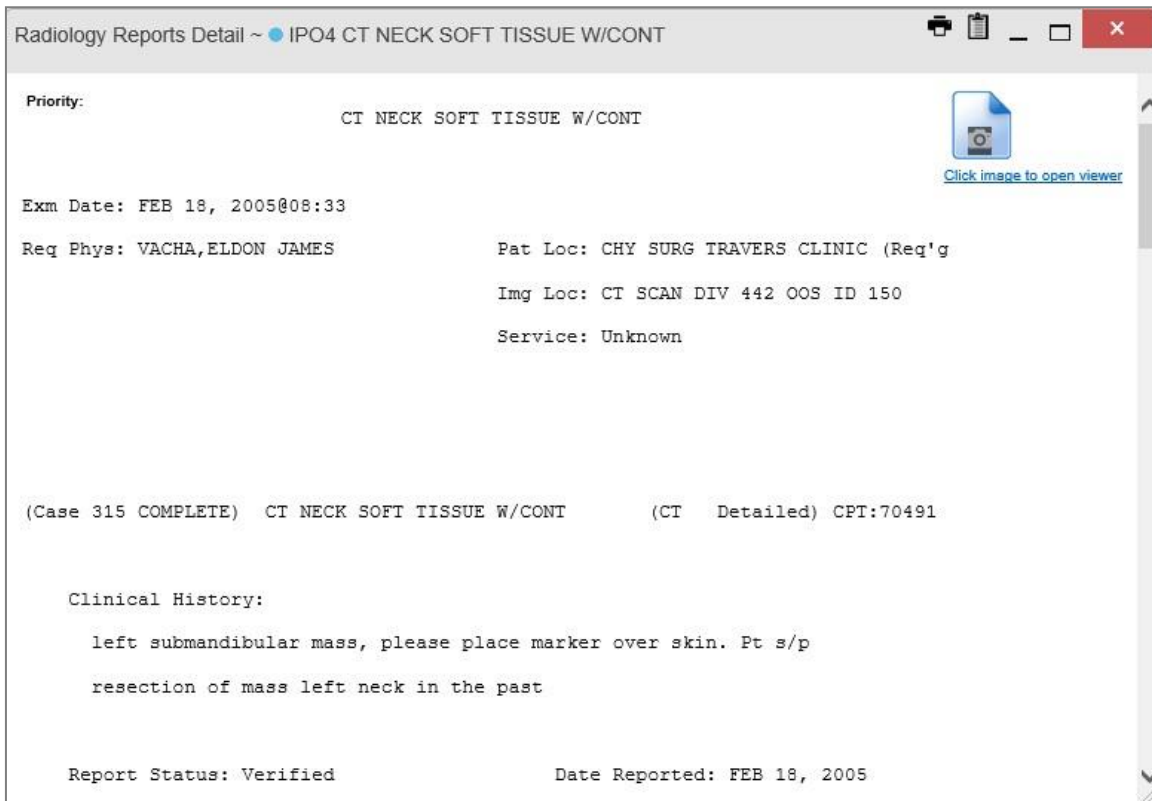 Radiology Reports Detail ~ IPO4 CT NECK SOFT TISSUE W/CONT
Priority:
CT NECK SOFT TISSUE W/CONT
Click image to open viewer
Exm Date: FEB 18, 2005@08:33
Req Phys: VACHA,ELDON JAMES Pat Loc: CHY SURG TRAVERS CLINIC (Req'g
Img Loc: CT SCAN DIV 442 OOS ID 150
Service: Unknown
(Case 315 COMPLETE) CT NECK SOFT TISSUE W/CONT (CT Detailed) CPT:70491
Clinical History:
left submandibular mass, please place marker over skin. Pt s/p
resection of mass left neck in the past
Report Status: Verified Date Reported: FEB 18, 2005